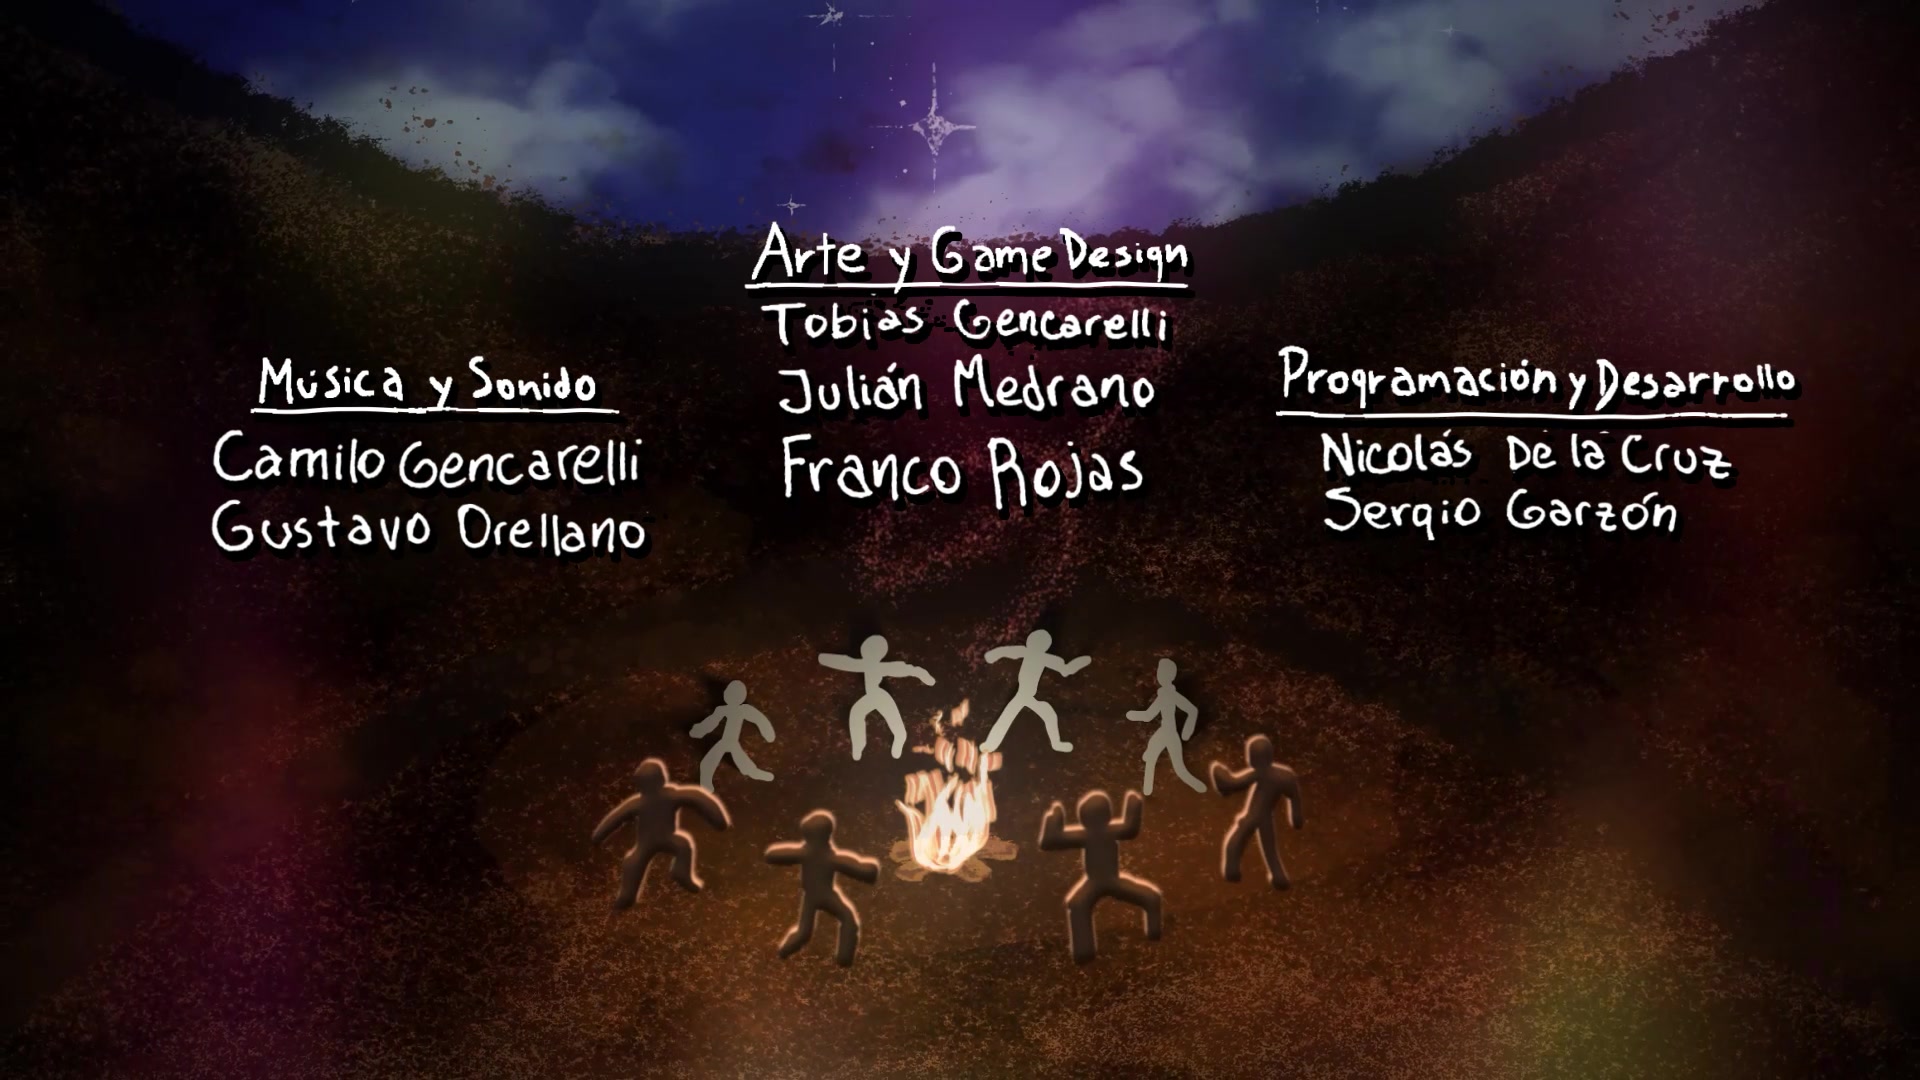 Música y Sonido
Camilo Gencarelli
Gustavo Orellano
Arte y Game Design
Tobias Gencarelli
Julián Medrano
Franco Rojas
Programación y Desarrollo
Nicolás De la Cruz
Sergio Garzón